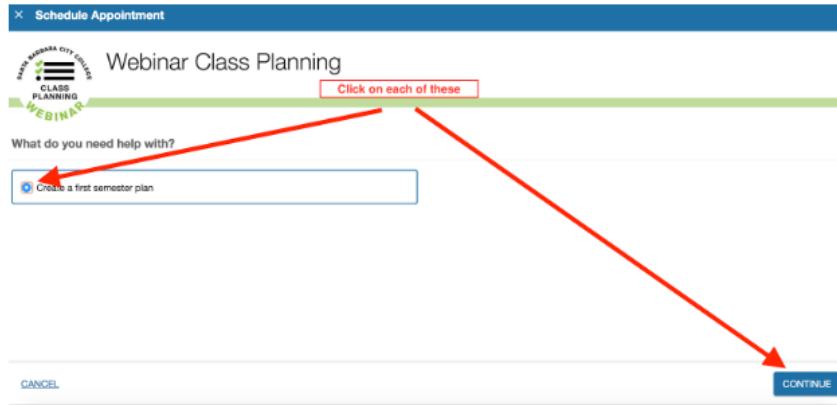 × Schedule Appointment
SANTA BARBARA CITY COLLEGE
CLASS
PLANNING
WEBINAR
Webinar Class Planning
Click on each of these
What do you need help with?
Create a first semester plan
CANCEL
CONTINUE